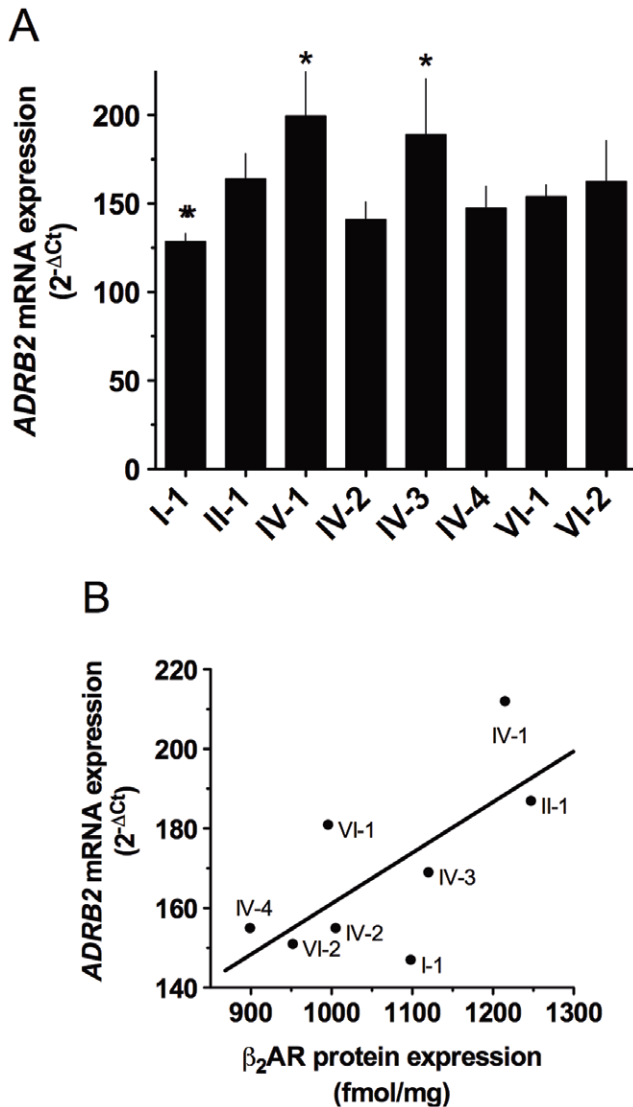 A
ADRB2 mRNA expression
(2-ΔCt)
200
150
100
50
0
*
*
*
I-1
II-1
IV-1
IV-2
IV-3
IV-4
VI-1
VI-2
B
ADRB2 mRNA expression
(2-ΔCt)
220
200
180
160
140
IV-1
II-1
VI-1
IV-3
IV-4
VI-2
IV-2
I-1
900
1000
1100
1200
1300
β2AR protein expression
(fmol/mg)